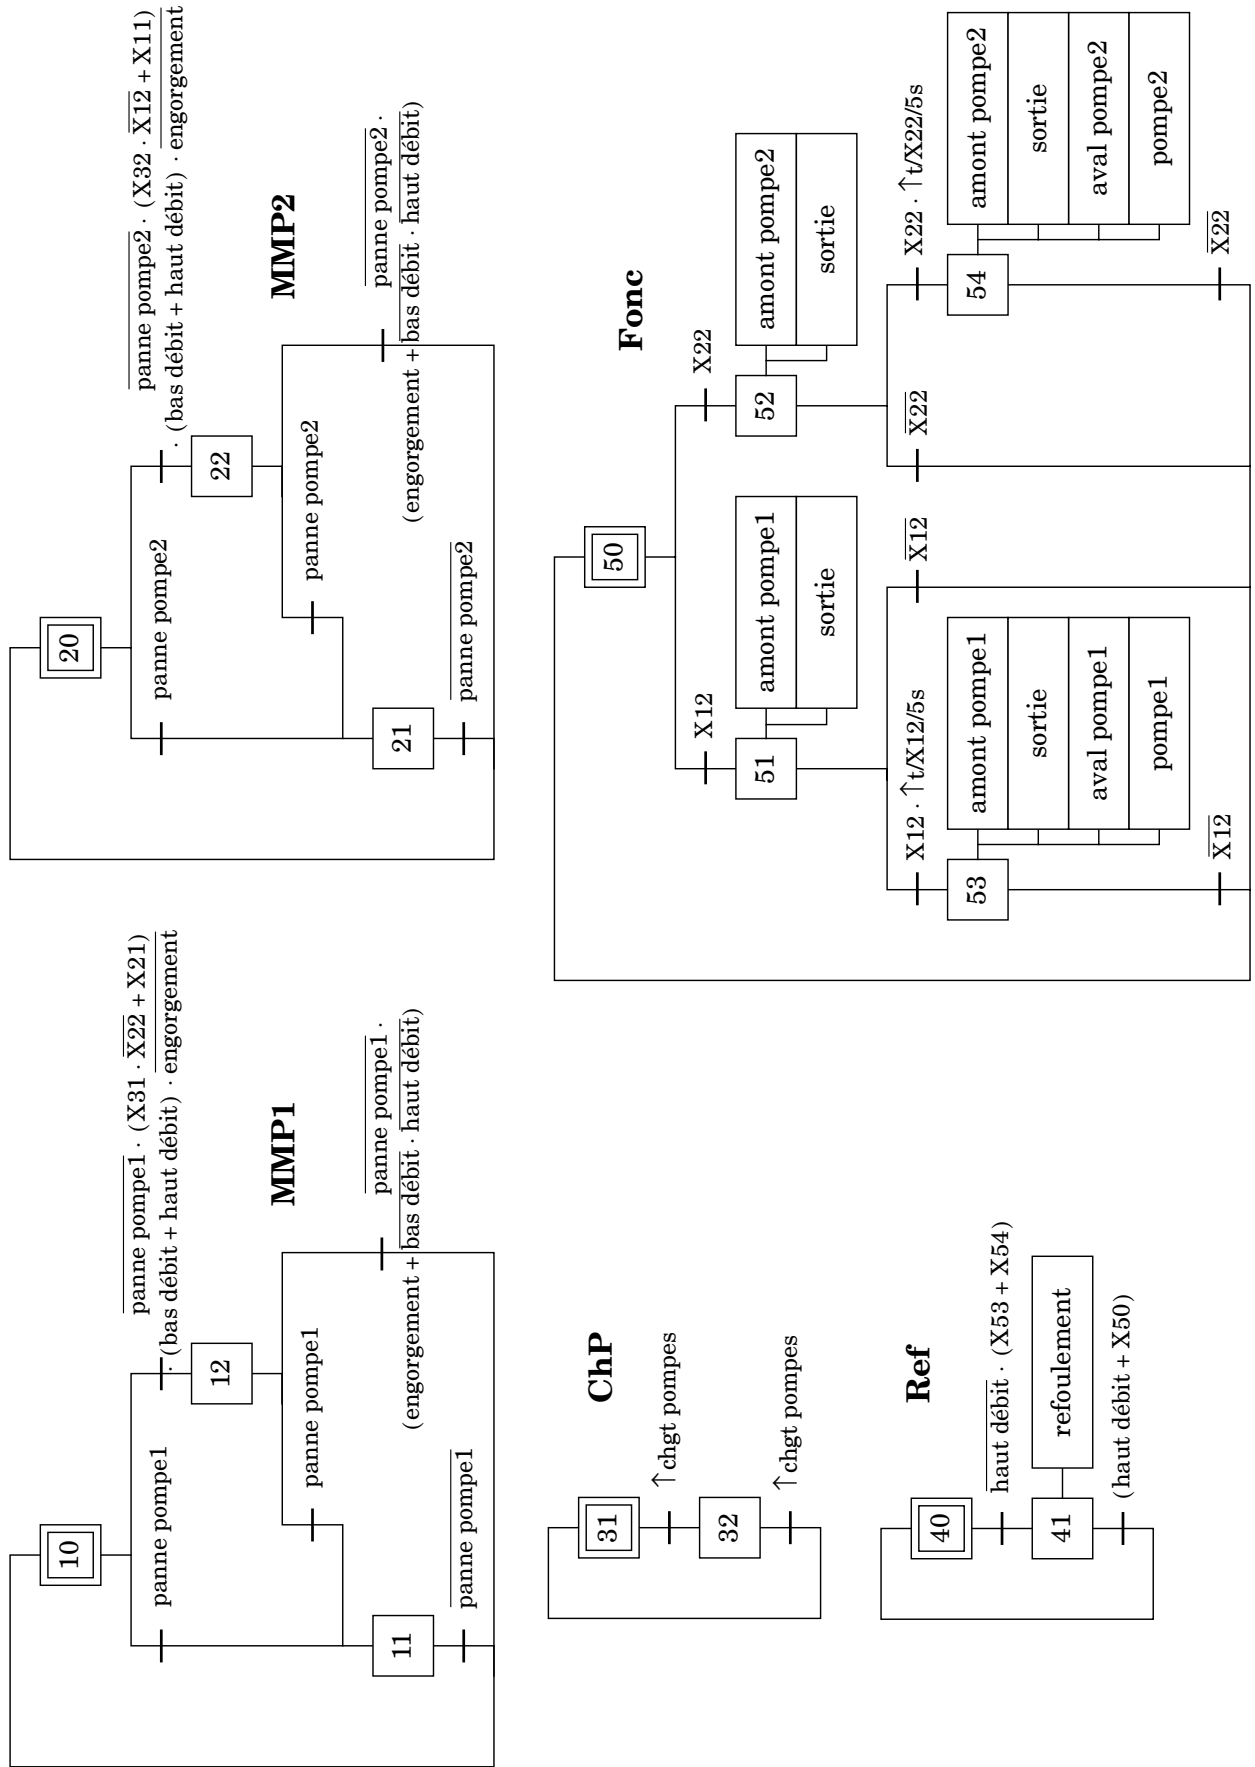 10
panne pompe1
panne pompe1 · (X31 · X22 + X21)
· (bas débit + haut débit) · engorgement
12
MMP1
panne pompe1
panne pompe1 ·
(engorgement + bas débit · haut débit)
11
panne pompe1
20
panne pompe2
panne pompe2 · (X32 · X12 + X11)
· (bas débit + haut débit) · engorgement
22
MMP2
panne pompe2
panne pompe2 ·
(engorgement + bas débit · haut débit)
21
panne pompe2
ChP
31
↑chgt pompes
32
↑chgt pompes
Ref
40
haut débit · (X53 + X54)
41
refoulement
(haut débit + X50)
Fonc
50
X12
X22
51
amont pompe1
sortie
52
amont pompe2
sortie
X12 · ↑t/X12/5s
X12
X22
X22 · ↑t/X22/5s
53
amont pompe1
sortie
aval pompe1
pompe1
54
amont pompe2
sortie
aval pompe2
pompe2
X12
X22